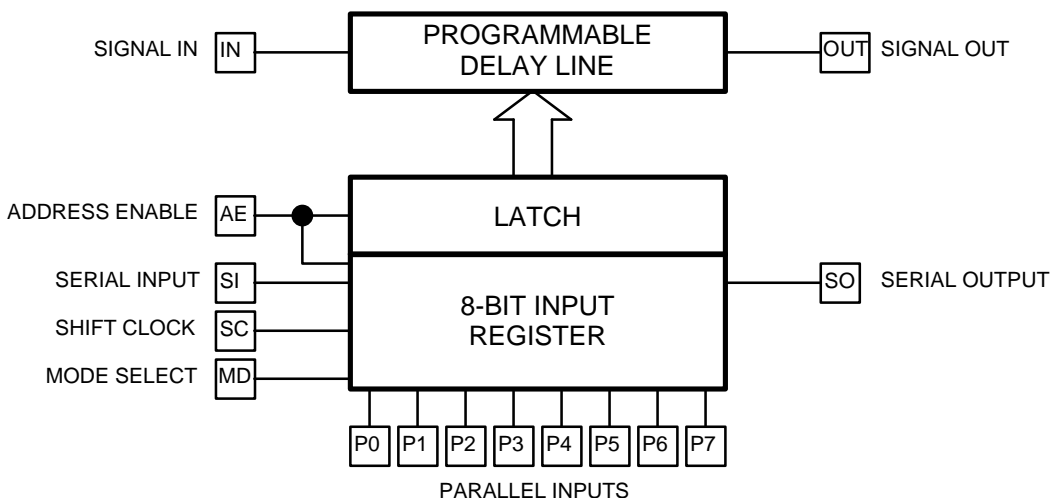 SIGNAL IN IN PROGRAMMABLE OUT SIGNAL OUT
DELAY LINE
ADDRESS ENABLE AE LATCH
SERIAL INPUT SI SO SERIAL OUTPUT
8-BIT INPUT
SHIFT CLOCK SC REGISTER
MODE SELECT MD
P0 P1 P2 P3 P4 P5 P6 P7
PARALLEL INPUTS